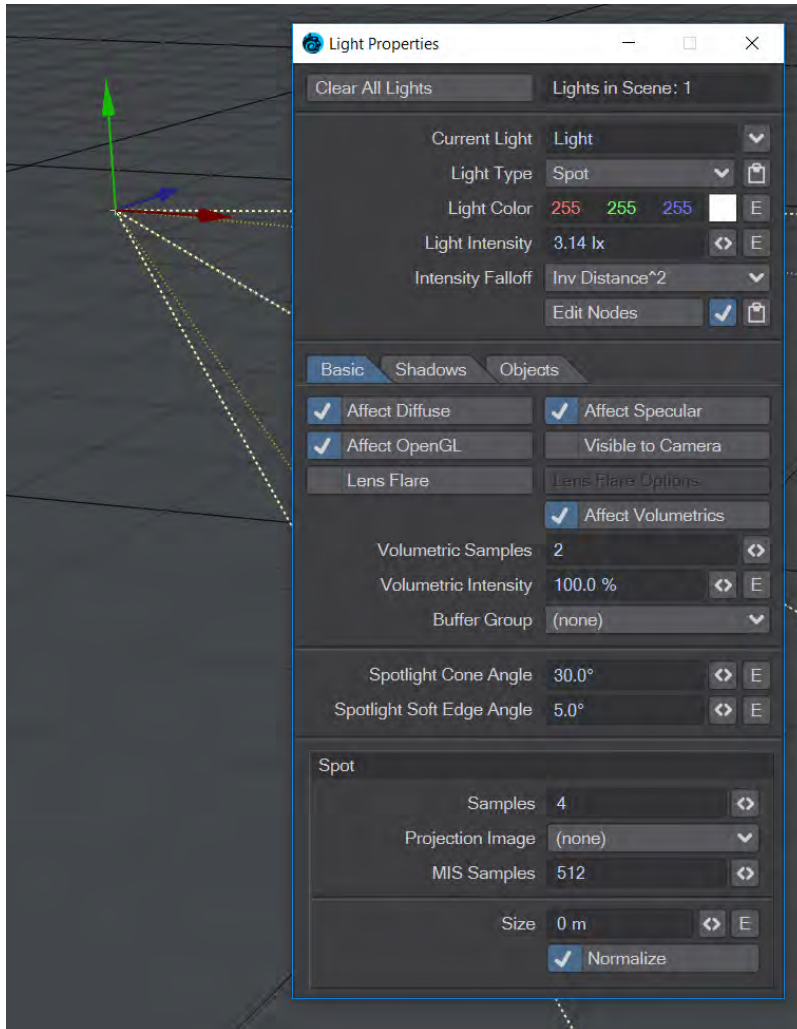 Light Properties
Clear All Lights Lights in Scene: 1
Current Light Light
Light Type Spot
Light Color 255 255 255 E
Light Intensity 3.14 lx E
Intensity Falloff Inv Distance^2
Edit Nodes
Basic Shadows Objects
Affect Diffuse Affect Specular
Affect OpenGL Visible to Camera
Lens Flare Lens Flare Options
Affect Volumetrics
Volumetric Samples 2
Volumetric Intensity 100.0 % E
Buffer Group (none)
Spotlight Cone Angle 30.0° E
Spotlight Soft Edge Angle 5.0° E
Spot
Samples 4
Projection Image (none)
MIS Samples 512
Size 0 m E
Normalize